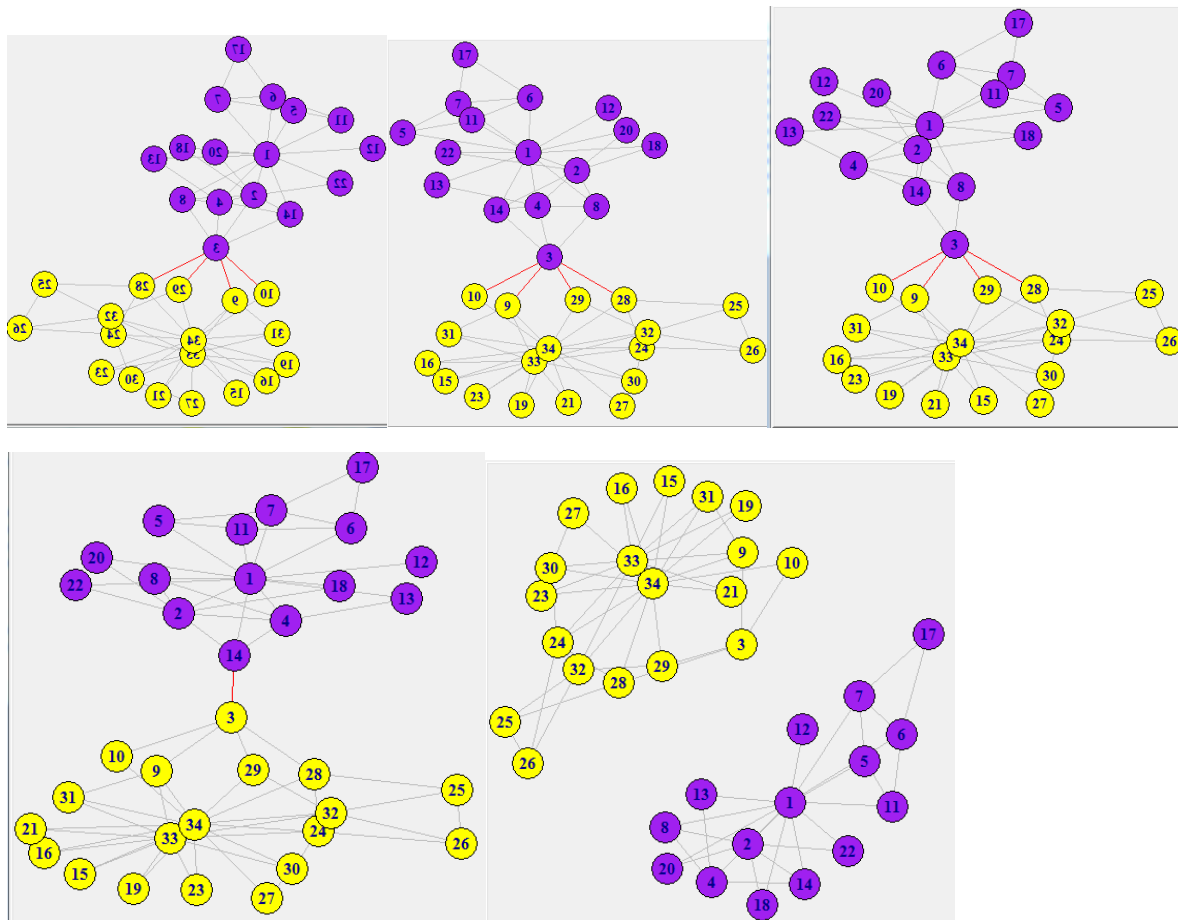 17
7 6 5 11
13 18 20 1 12
8 4 2 14 22
3
25 28 29 9 10
26 32 24 34 31
23 30 33 16 19
21 27 15
17
7 6 12
5 11 20
22 1 18
13 2
14 4 8
3
10 9 29 28 25
31 34 32
16 33 24 26
15 30
23 19 21 27
17
6 7
12 20 11 5
13 22 1 18
4 2
14 8
3
10 9 29 28 25
31 34 32
16 33 24 26
23 30
19 21 15 27
17
5 11 7 6
20 8 1 18 12
22 2 4 13
14
3
10 9 29 28 25
31 34 32
21 16 33 24 26
15 30
19 23 27
16 15 31 19
27
30 33 9 10
23 34 21
24 3
32 28 29
25
26
17
7
12 6
5
13 1 11
8 2 22
20 4 14
18